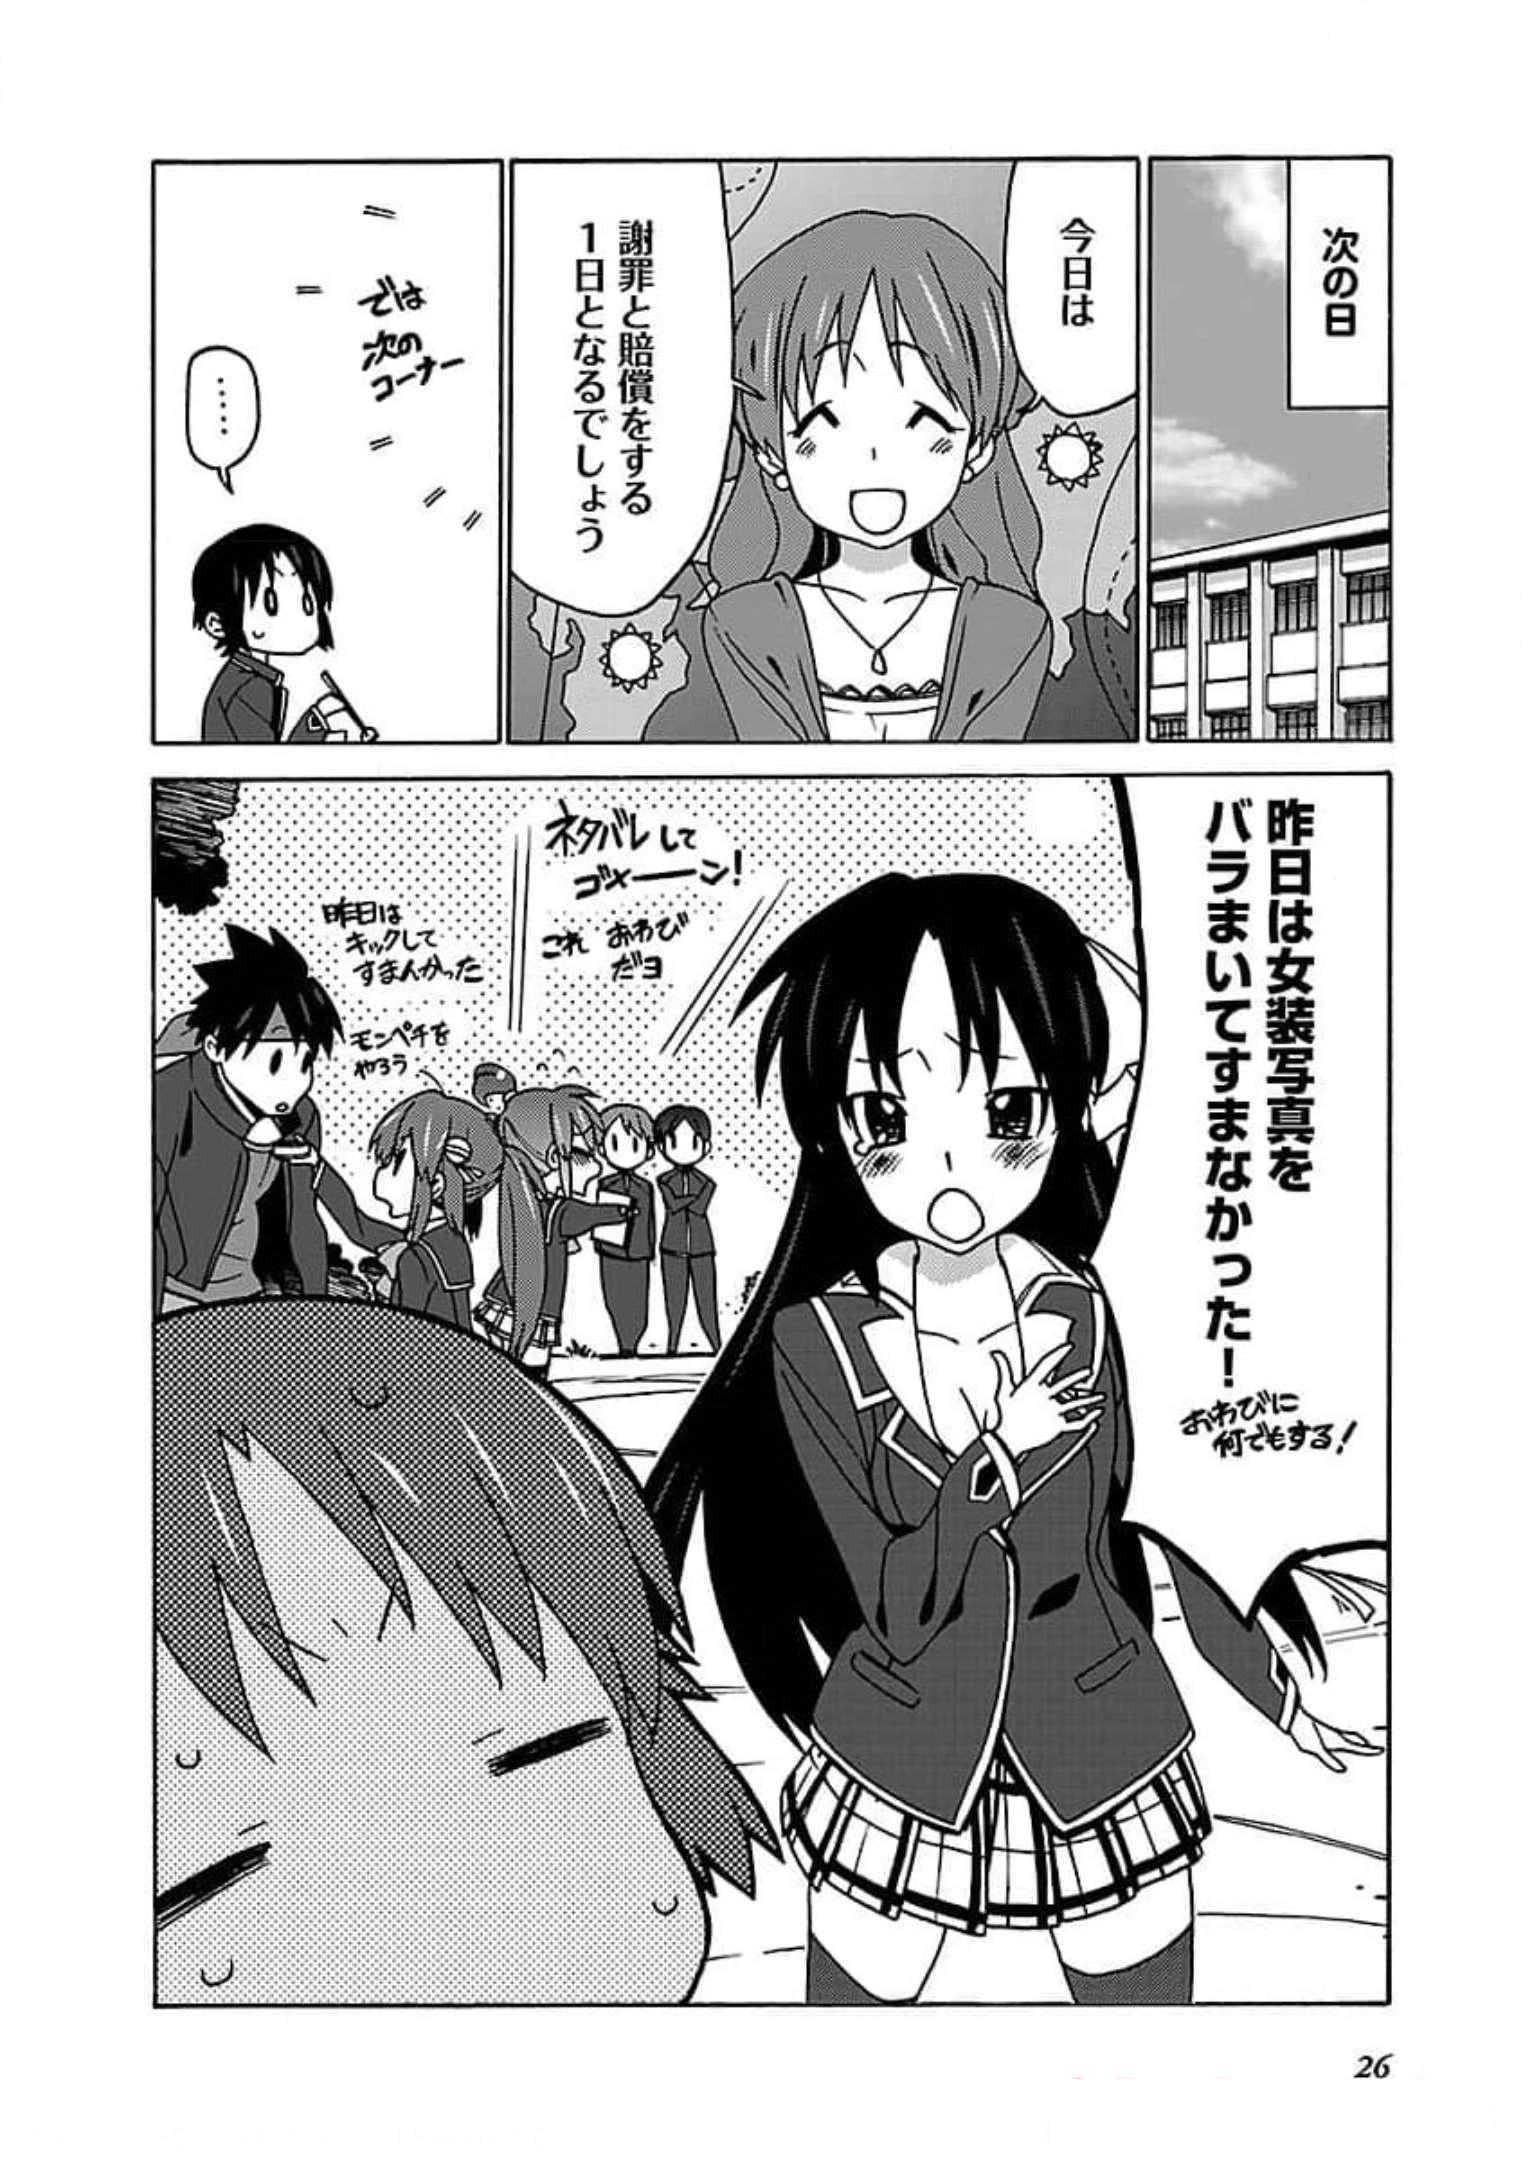 次の日
今日は
謝罪と賠償をする
1日となるでしょう
では
次の
コーナー
……
昨日は女装写真を
バラまいてすまなかった!
おわびに
何でもする!
ネタバレして
ゴメーーン!
これ おわび
だヨ
昨日は
キックして
すまんかった
モンペチを
やろう
26